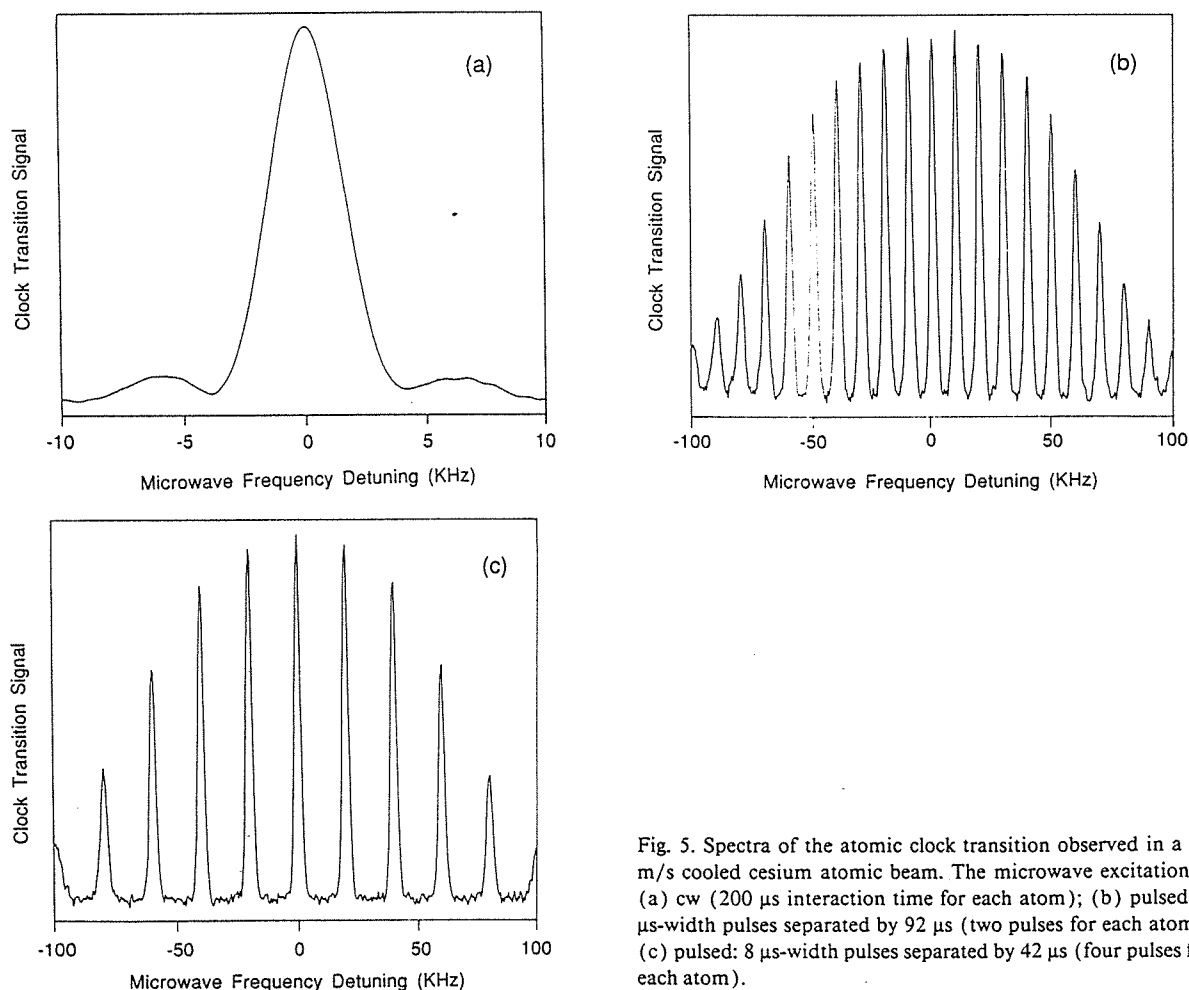 (a)
Clock Transition Signal
-10
-5
0
5
10
Microwave Frequency Detuning (KHz)
(b)
Clock Transition Signal
-100
-50
0
50
100
Microwave Frequency Detuning (KHz)
(c)
Clock Transition Signal
-100
-50
0
50
100
Microwave Frequency Detuning (KHz)
Fig. 5. Spectra of the atomic clock transition observed in a
m/s cooled cesium atomic beam. The microwave excitation
(a) cw (200 µs interaction time for each atom); (b) pulsed
µs-width pulses separated by 92 µs (two pulses for each atom
(c) pulsed: 8 µs-width pulses separated by 42 µs (four pulses
each atom).